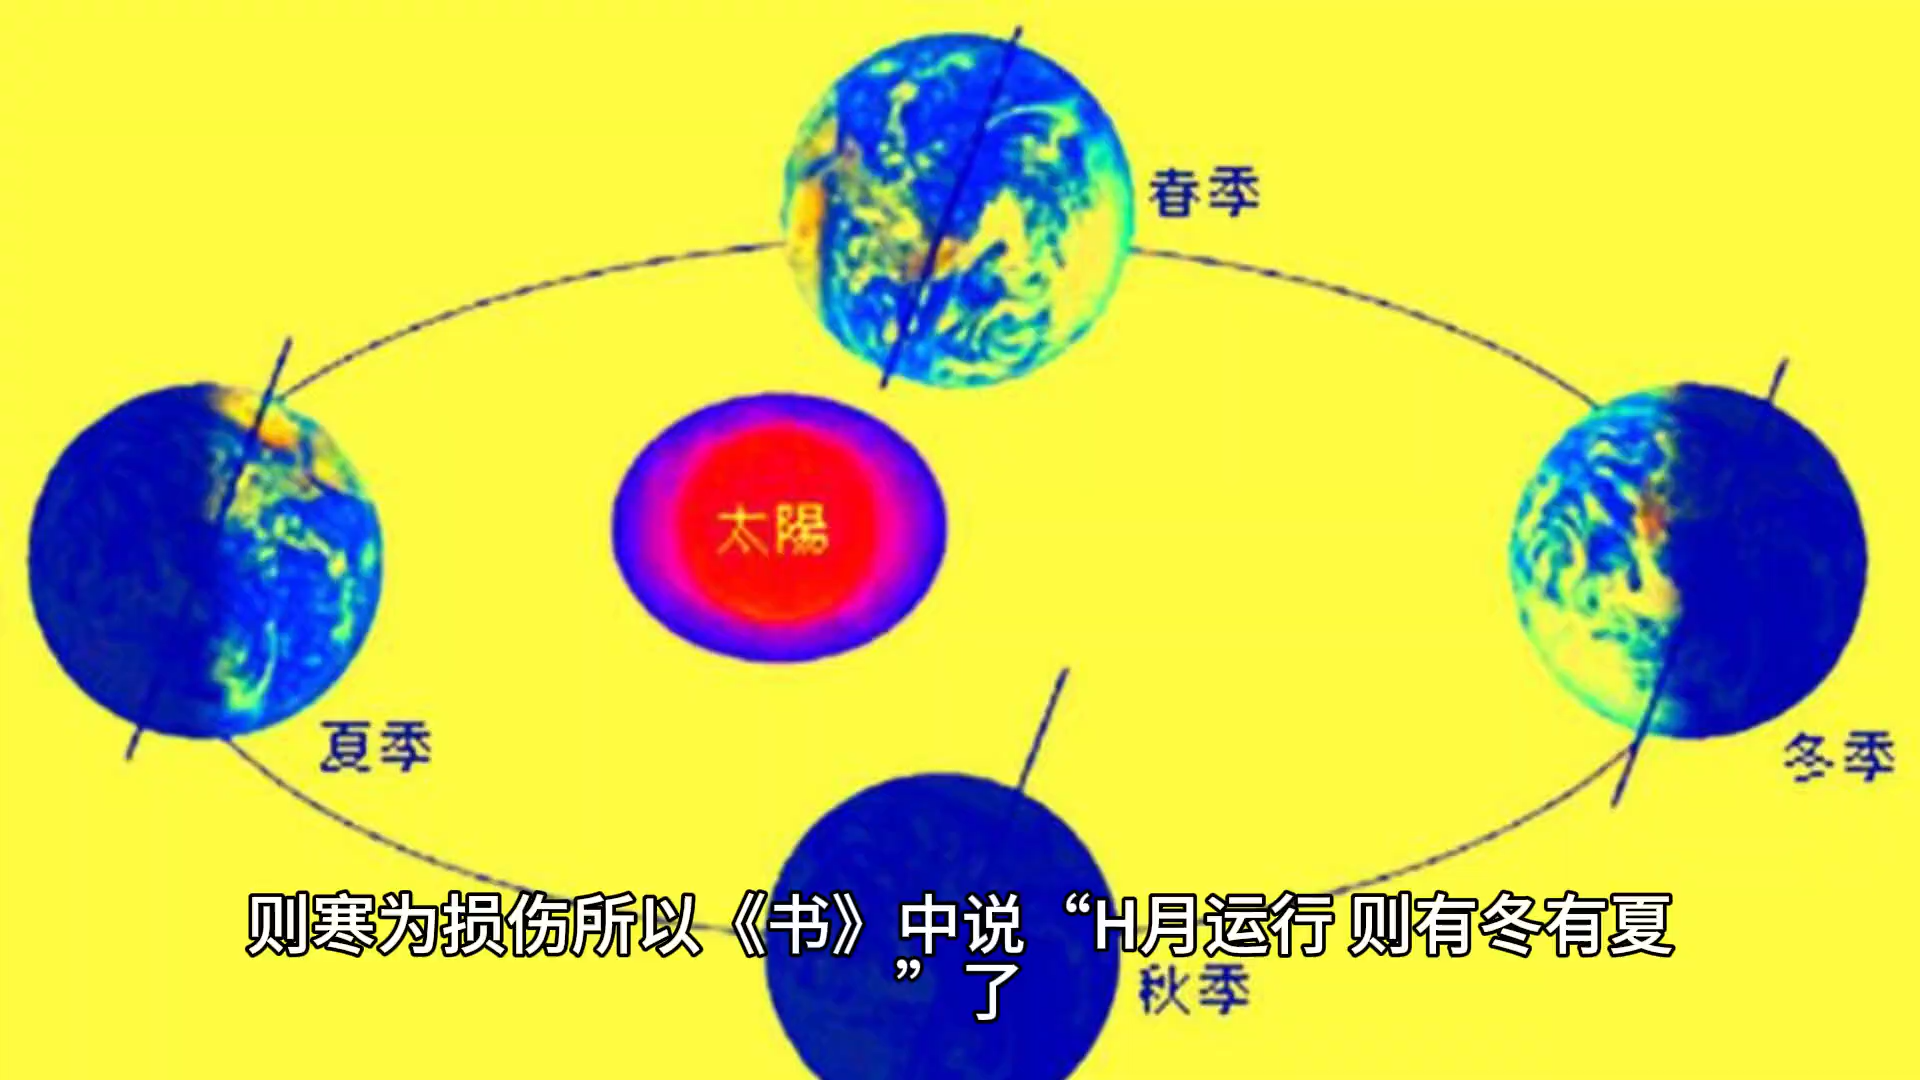 春季
太陽
夏季
冬季
则寒为损伤所以《书》中说“H月运行 则有冬有夏
”了
秋季